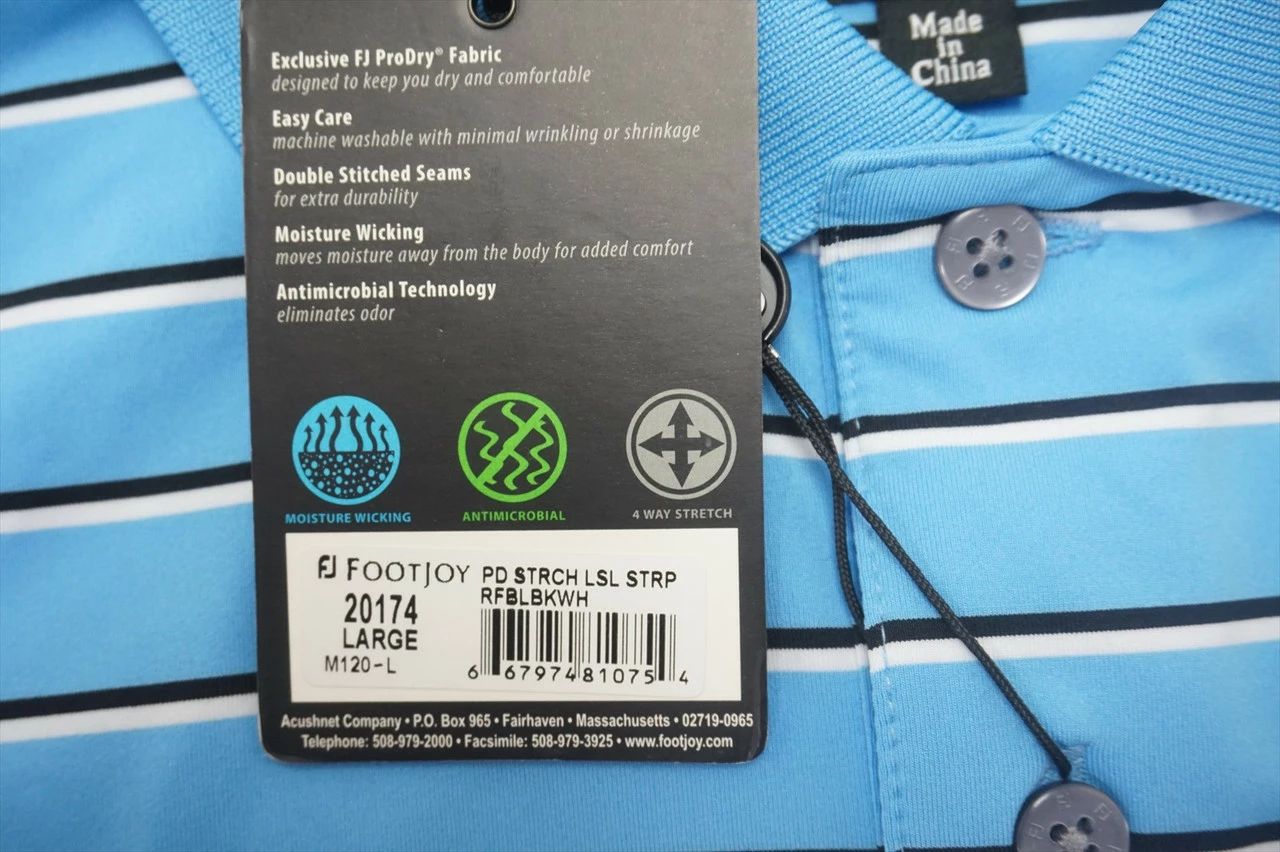 Exclusive FJ ProDry® Fabric
designed to keep you dry and comfortable
Easy Care
machine washable with minimal wrinkling or shrinkage
Double Stitched Seams
for extra durability
Moisture Wicking
moves moisture away from the body for added comfort
Antimicrobial Technology
eliminates odor
MOISTURE WICKING
ANTIMICROBIAL
4 WAY STRETCH
FJ FOOTJOY
PD STRCH LSL STRP
RFBLBKWH
20174
LARGE
M120-L
6 6797481075 4
Acushnet Company • P.O. Box 965 • Fairhaven • Massachusetts • 02719-0965
Telephone: 508-979-2000 • Facsimile: 508-979-3925 • www.footjoy.com
Made
in
China